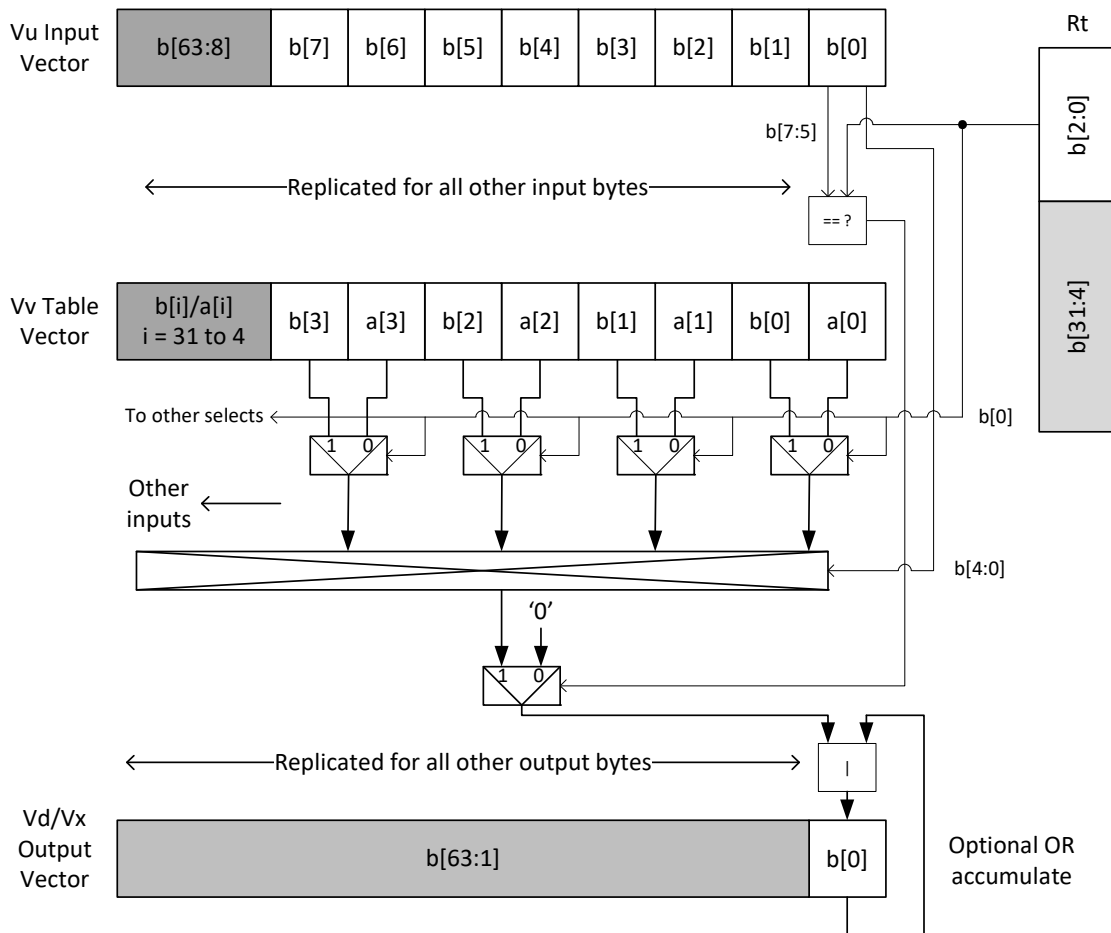 Vu Input
Vector
b[63:8]
b[7]
b[6]
b[5]
b[4]
b[3]
b[2]
b[1]
b[0]
Rt
b[2:0]
b[31:4]
b[7:5]
Replicated for all other input bytes
== ?
Vv Table
Vector
b[i]/a[i]
i = 31 to 4
b[3]
a[3]
b[2]
a[2]
b[1]
a[1]
b[0]
a[0]
To other selects
b[0]
1 0
1 0
1 0
1 0
Other
inputs
b[4:0]
‘0’
1 0
Replicated for all other output bytes
|
Vd/Vx
Output
Vector
b[63:1]
b[0]
Optional OR
accumulate